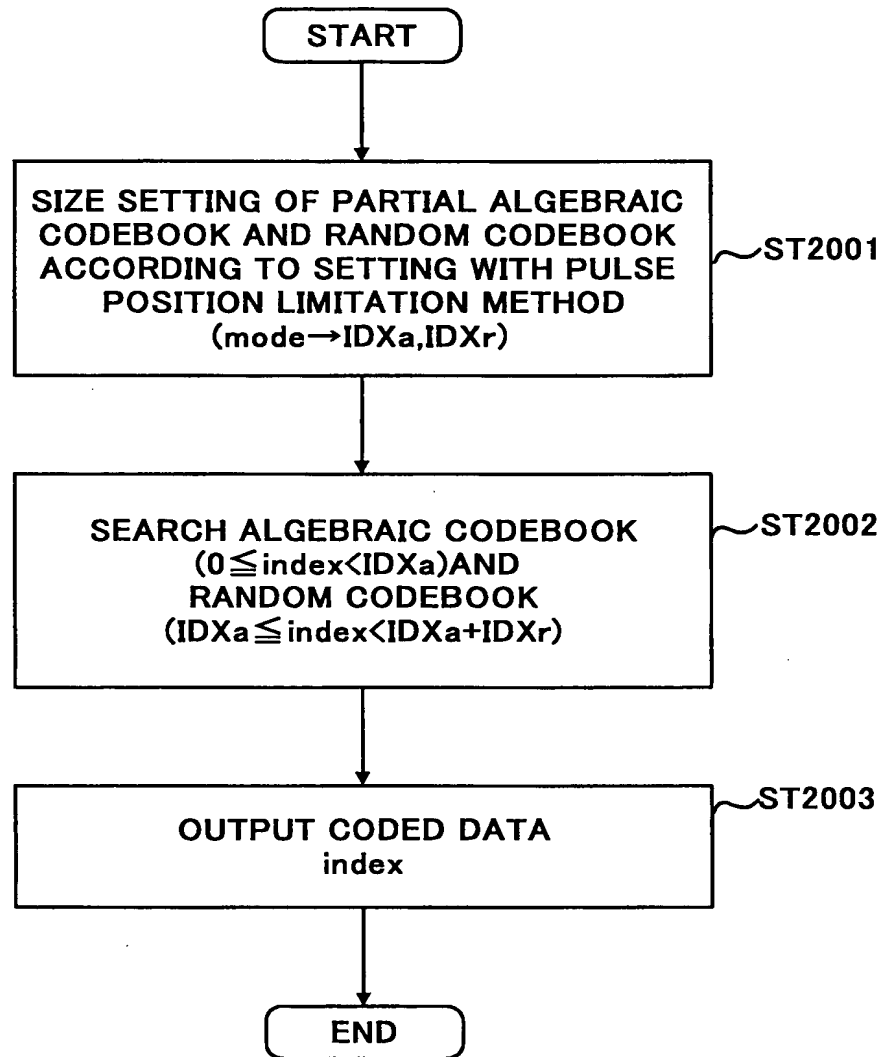 START
SIZE SETTING OF PARTIAL ALGEBRAIC
CODEBOOK AND RANDOM CODEBOOK
ACCORDING TO SETTING WITH PULSE
POSITION LIMITATION METHOD
(mode→IDXa,IDXr)
ST2001
SEARCH ALGEBRAIC CODEBOOK
(0≦index<IDXa)AND
RANDOM CODEBOOK
(IDXa≦index<IDXa+IDXr)
ST2002
OUTPUT CODED DATA
index
ST2003
END